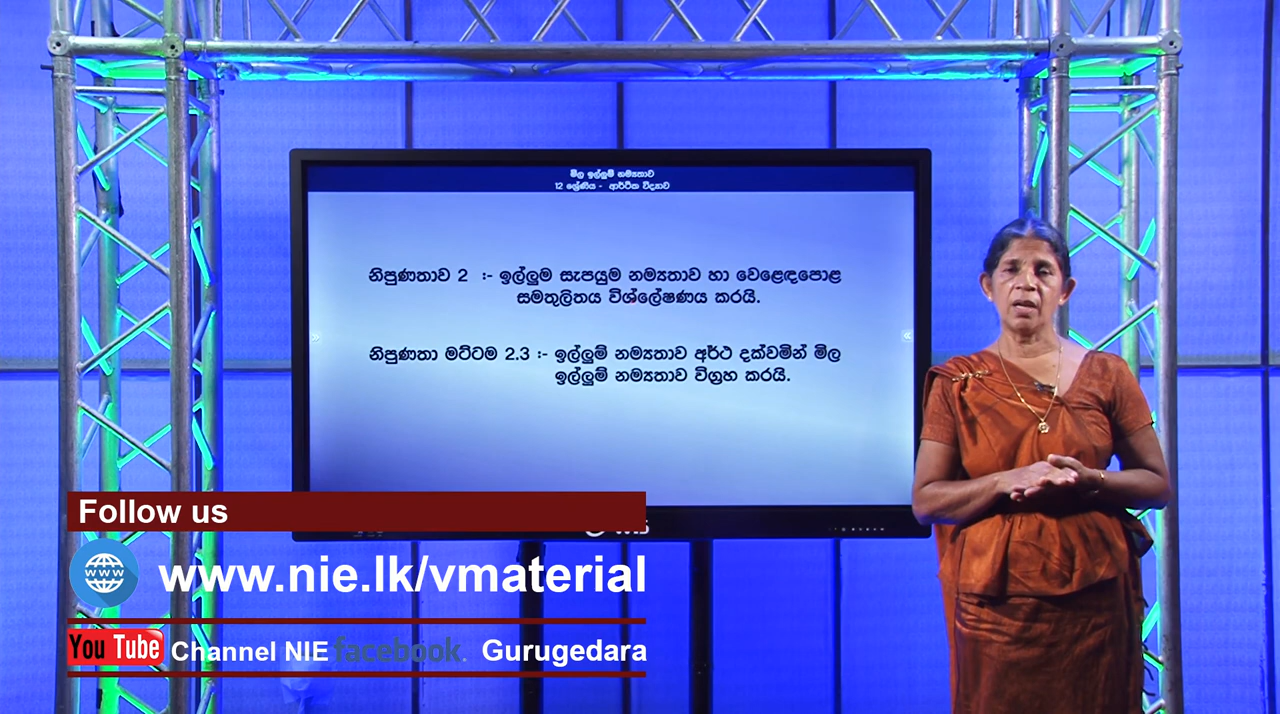 මිල ඉල්ලුම් නම්‍යතාව
12 ශ්‍රේණිය - ආර්ථික විද්‍යාව
නිපුණතාව 2 :- ඉල්ලුම සැපයුම නම්‍යතාව හා වෙළෙඳපොළ
සමතුලිතය විශ්ලේෂණය කරයි.
නිපුණතා මට්ටම 2.3 :- ඉල්ලුම් නම්‍යතාව අර්ථ දක්වමින් මිල
ඉල්ලුම් නම්‍යතාව විග්‍රහ කරයි.
Follow us
WWW
www.nie.lk/vmaterial
You Tube Channel NIE facebook. Gurugedara